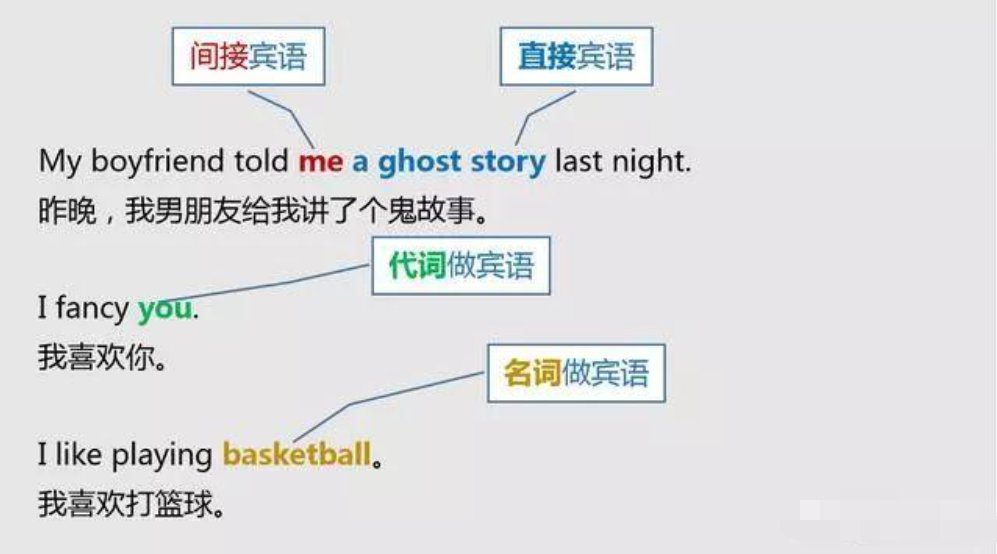 间接宾语 直接宾语
My boyfriend told me a ghost story last night.
昨晚，我男朋友给我讲了个鬼故事。
代词做宾语
I fancy you.
我喜欢你。
名词做宾语
I like playing basketball。
我喜欢打篮球。